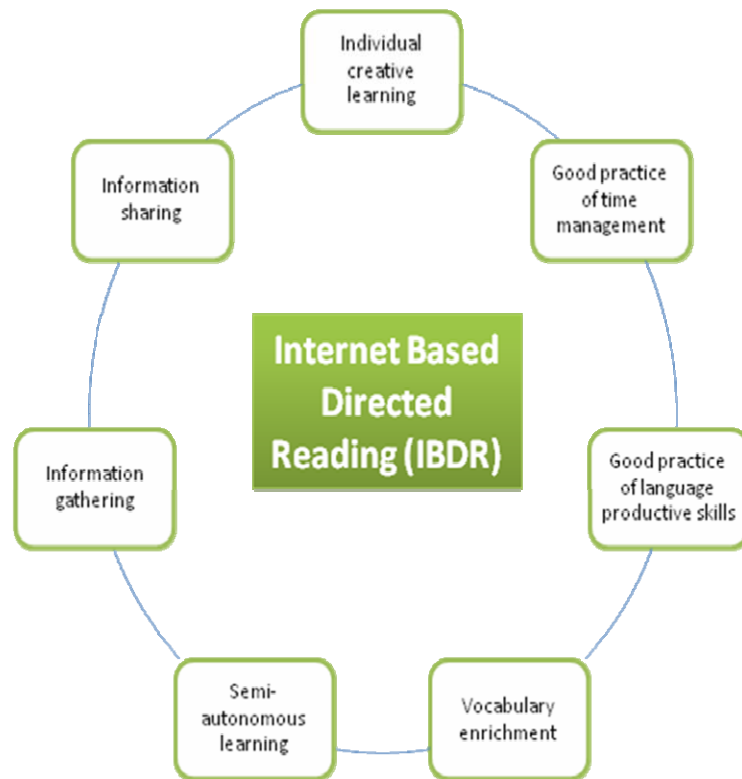 Individual
creative
learning
Good practice
of time
management
Good practice
of language
productive skills
Vocabulary
enrichment
Semi-
autonomous
learning
Information
gathering
Information
sharing
Internet Based
Directed
Reading (IBDR)